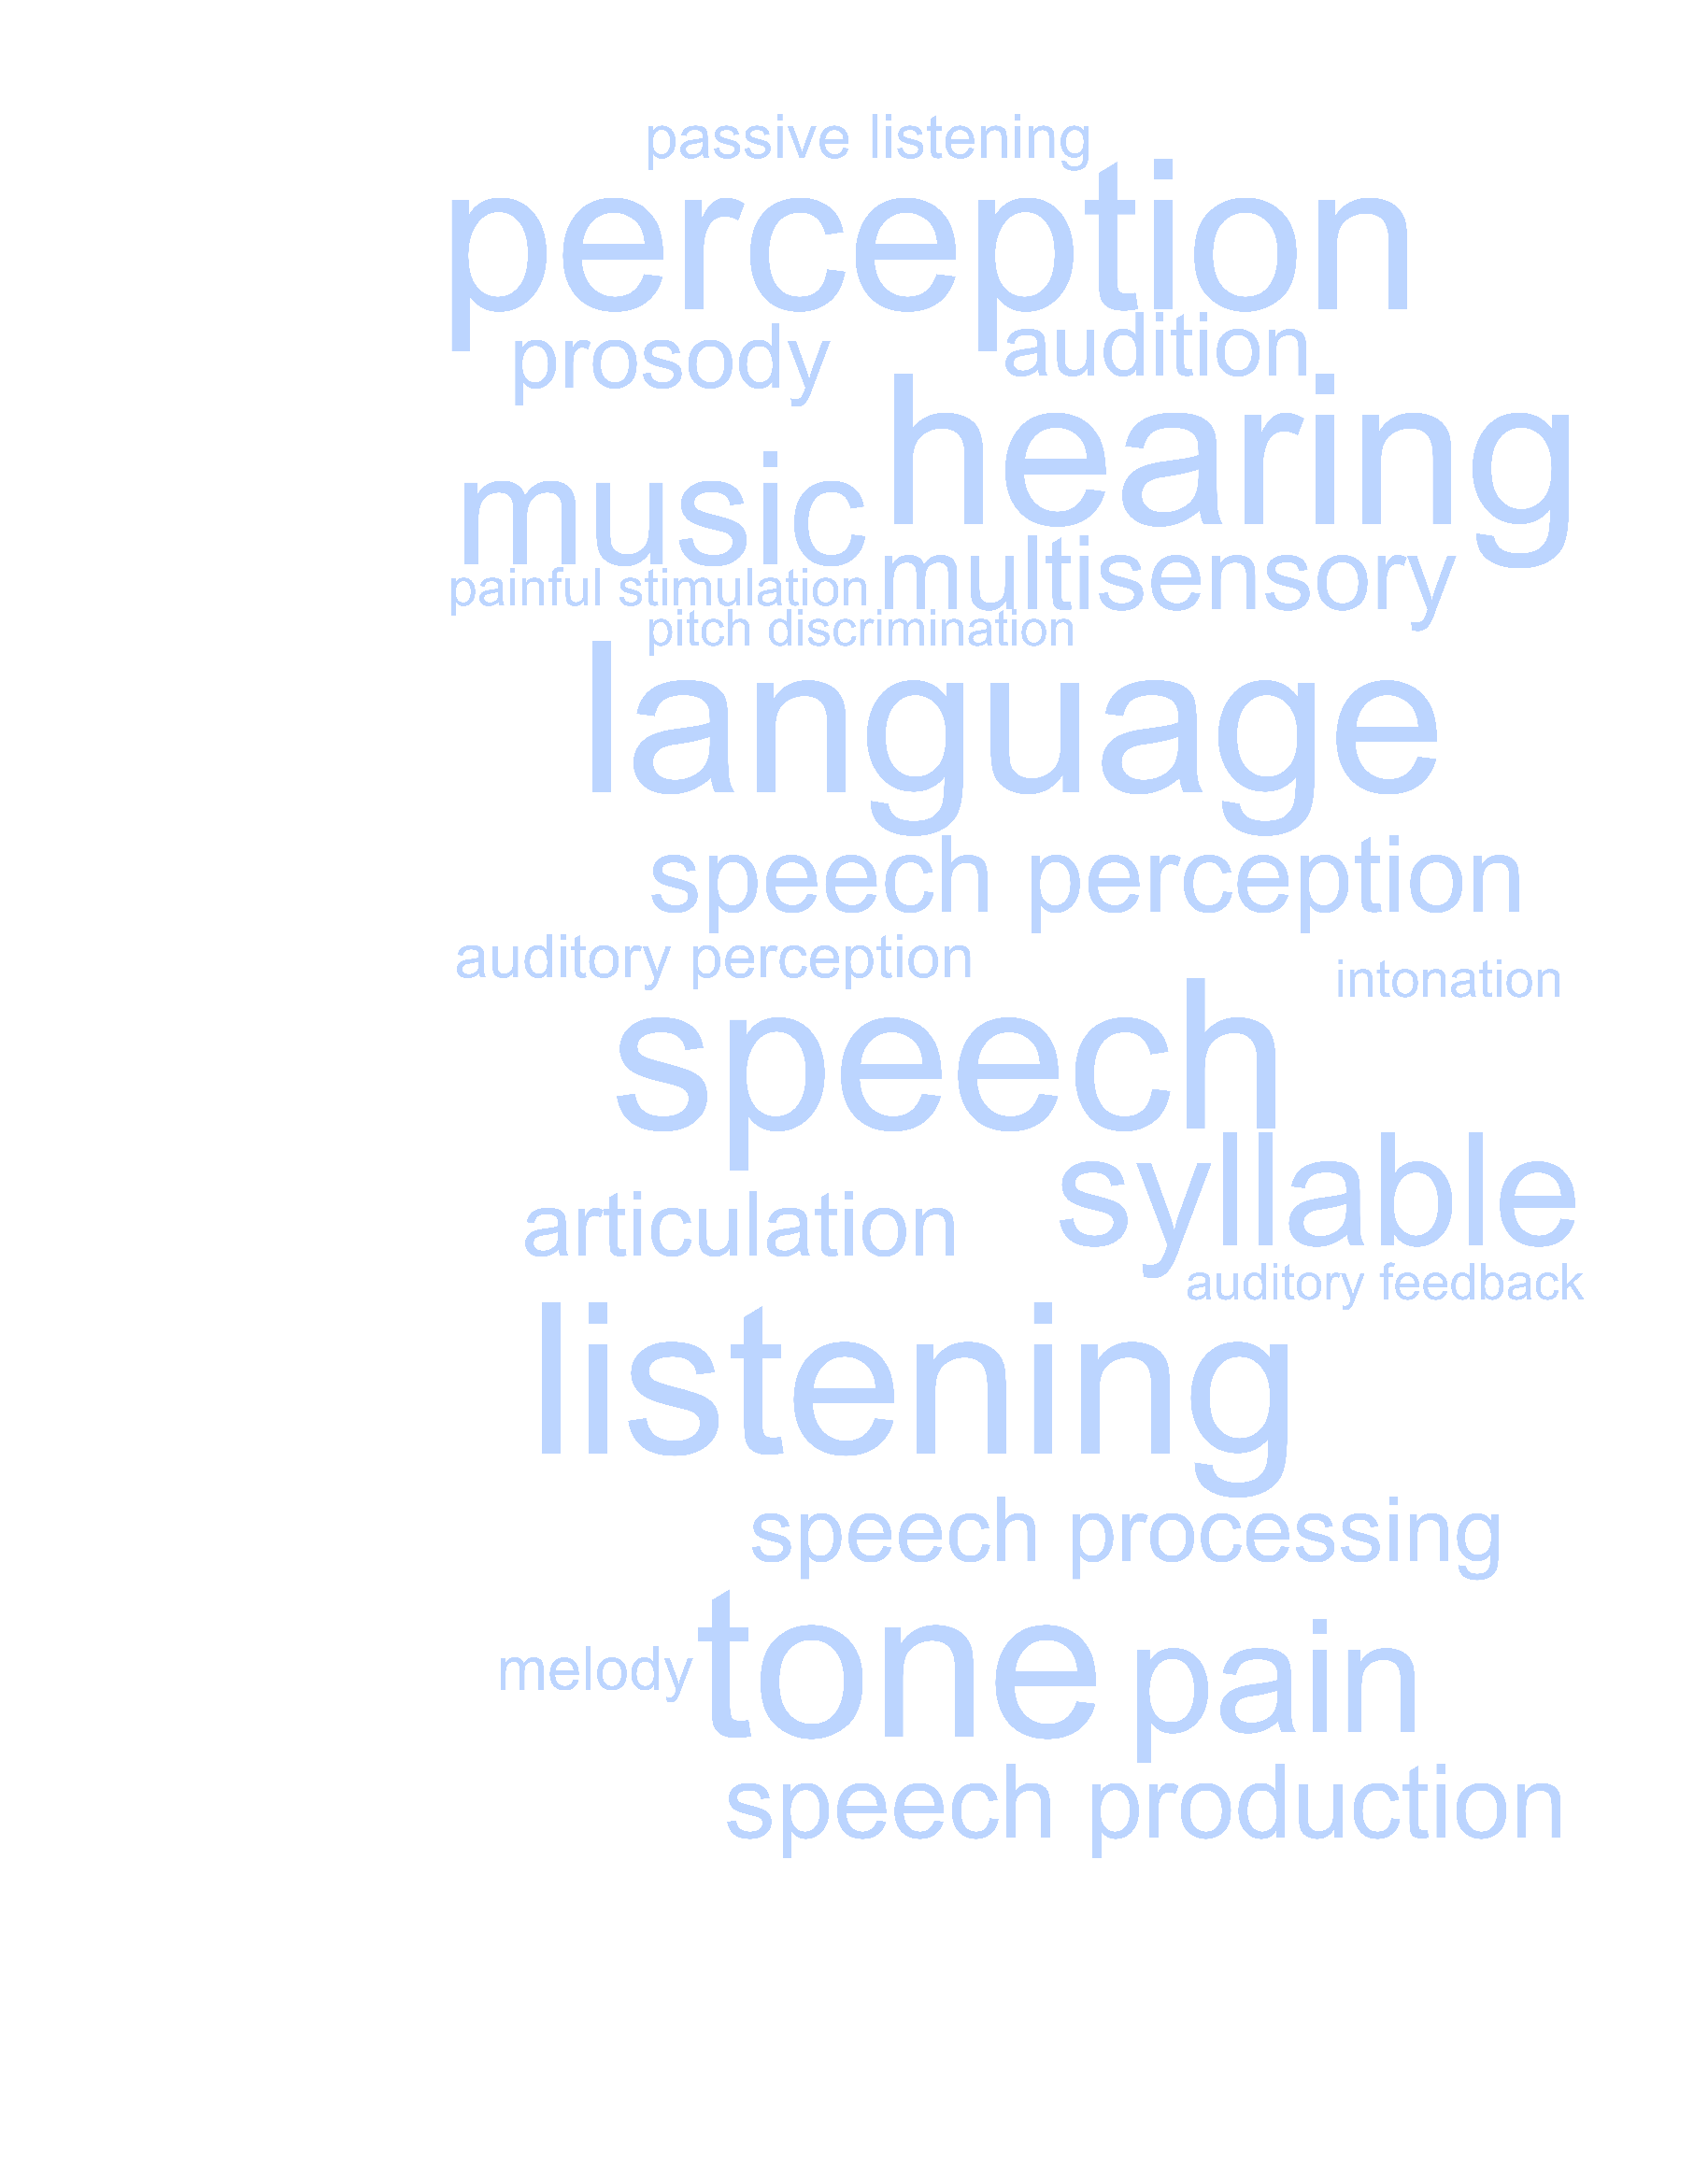 passive listening
perception
prosody
audition
hearing
music
multisensory
painful stimulation
pitch discrimination
language
speech perception
auditory perception
intonation
speech
syllable
articulation
auditory feedback
listening
speech processing
tone
pain
melody
speech production